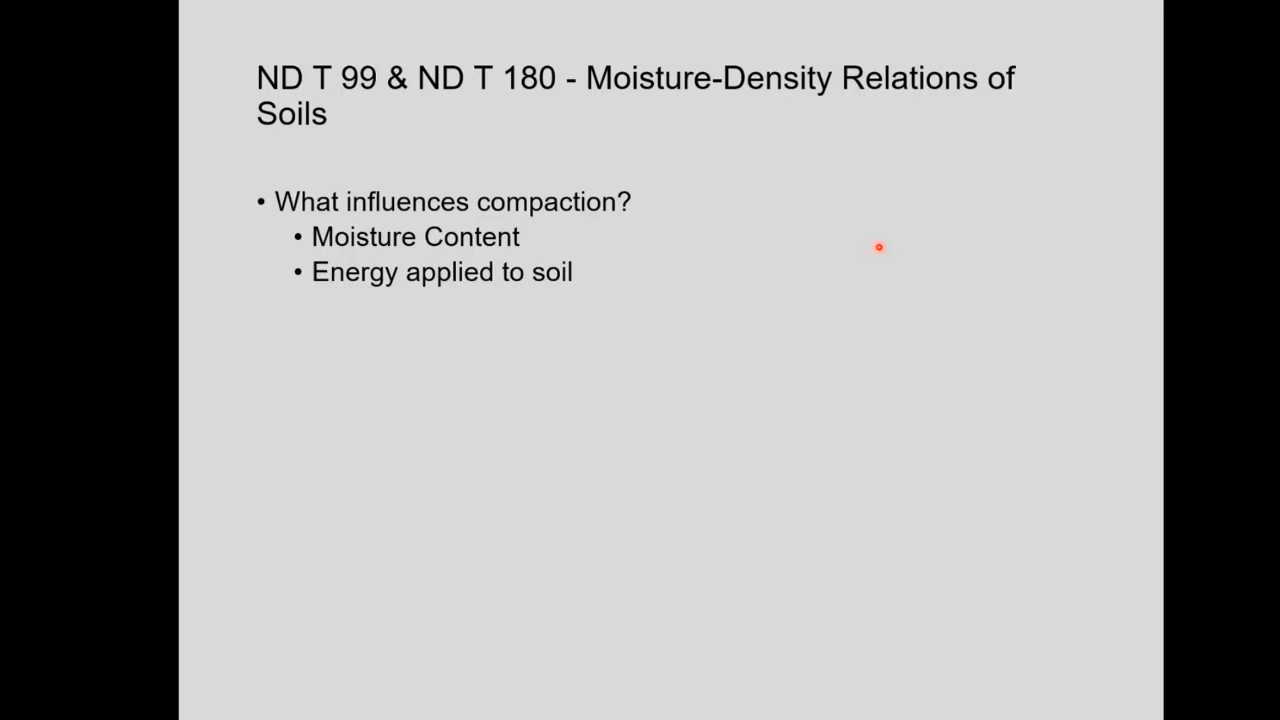 ND T 99 & ND T 180 - Moisture-Density Relations of
Soils
• What influences compaction?
• Moisture Content
• Energy applied to soil